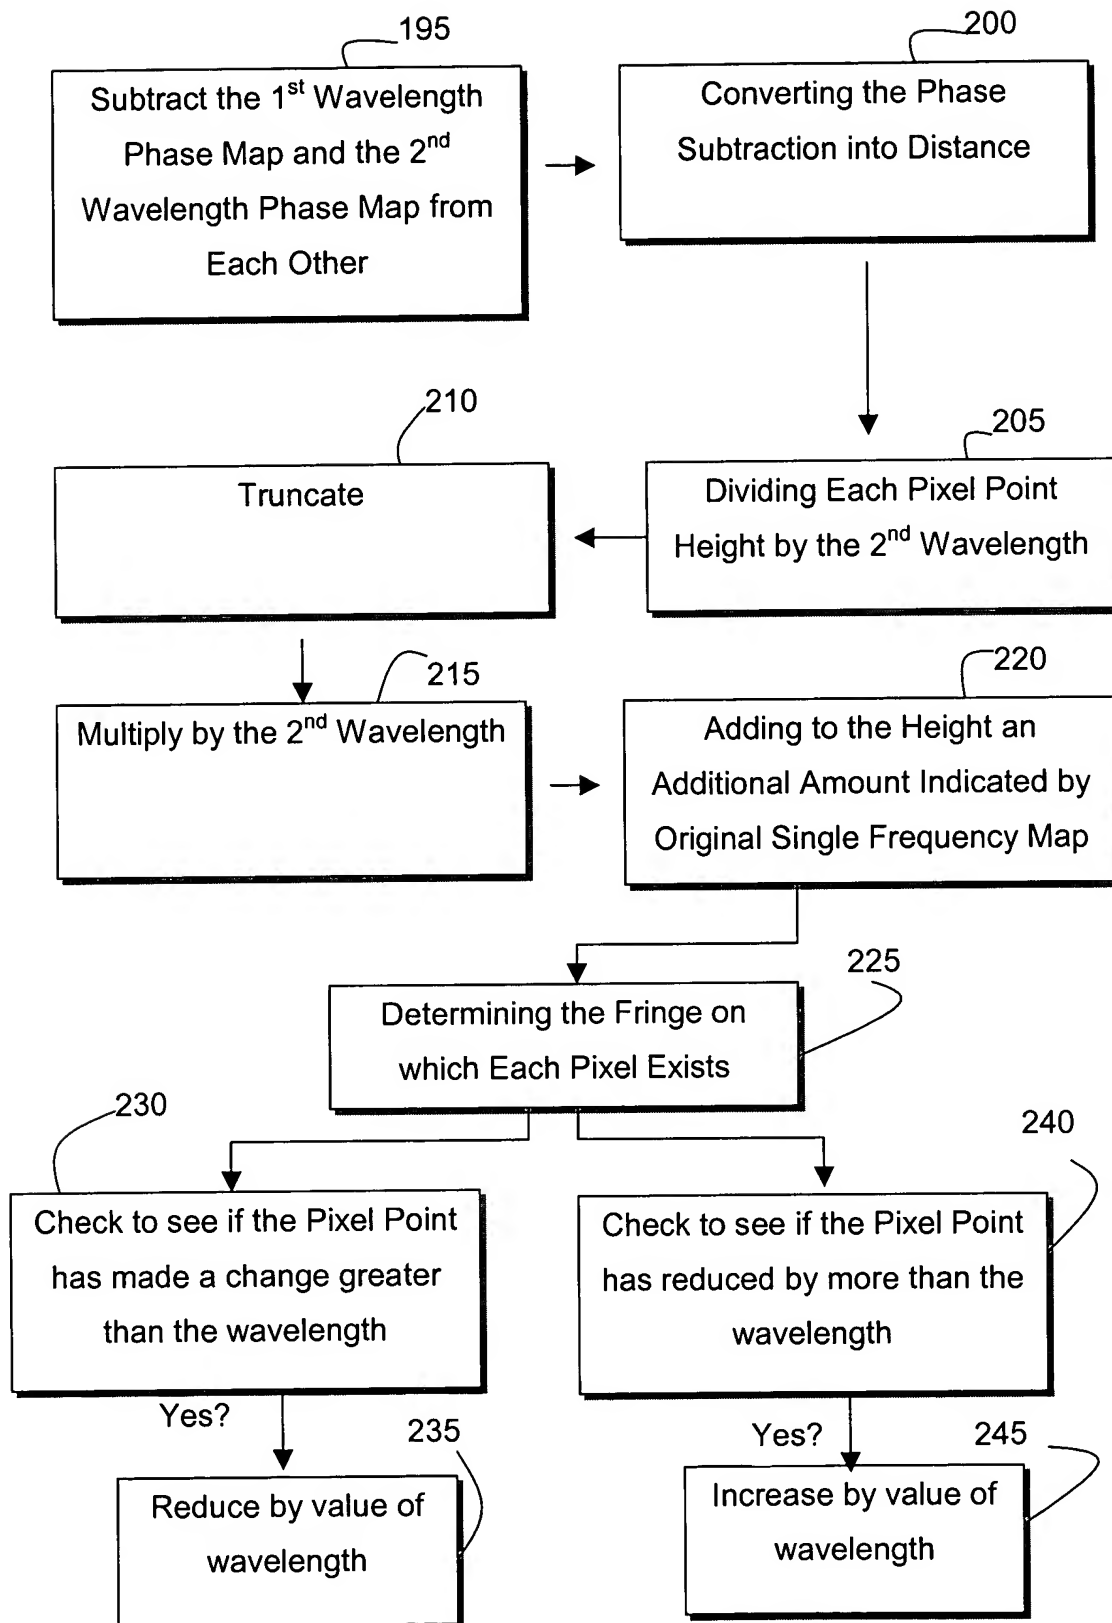 195
Subtract the 1st Wavelength
Phase Map and the 2nd
Wavelength Phase Map from
Each Other
200
Converting the Phase
Subtraction into Distance
205
Dividing Each Pixel Point
Height by the 2nd Wavelength
210
Truncate
215
Multiply by the 2nd Wavelength
220
Adding to the Height an
Additional Amount Indicated by
Original Single Frequency Map
225
Determining the Fringe on
which Each Pixel Exists
230
Check to see if the Pixel Point
has made a change greater
than the wavelength
Yes?
235
Reduce by value of
wavelength
240
Check to see if the Pixel Point
has reduced by more than the
wavelength
Yes?
245
Increase by value of
wavelength